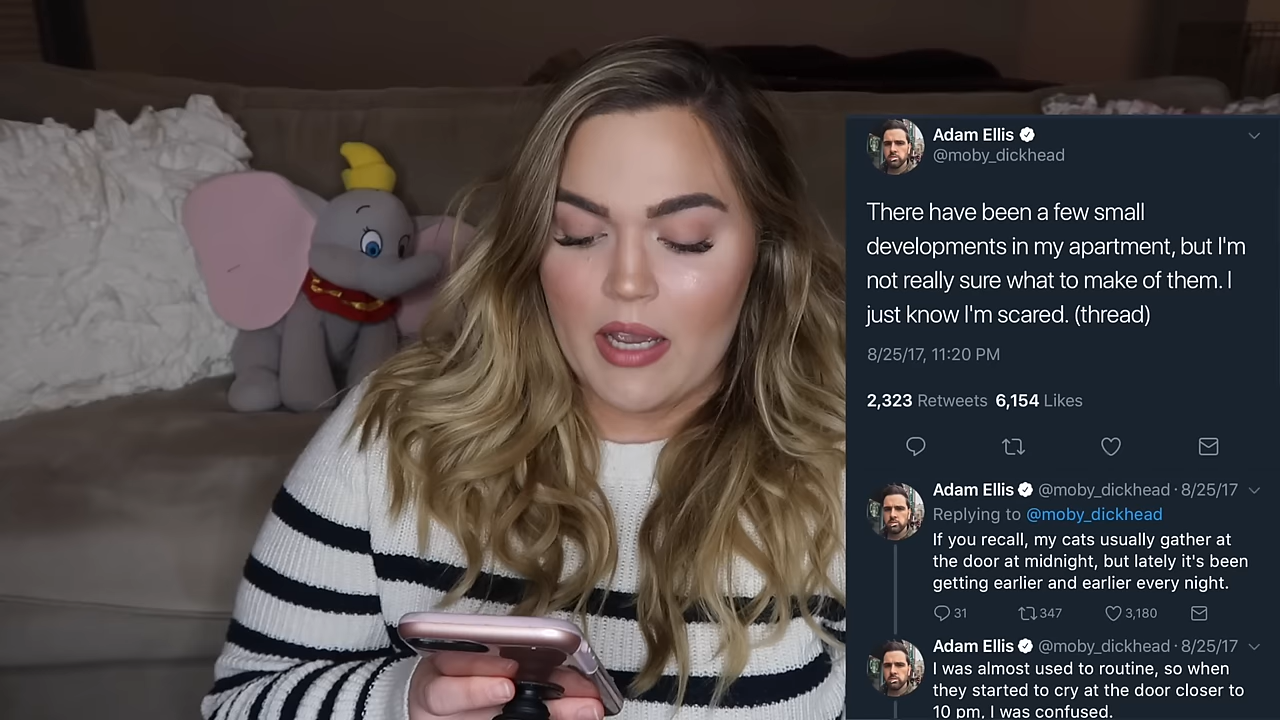 Adam Ellis
@moby_dickhead
There have been a few small
developments in my apartment, but I'm
not really sure what to make of them. I
just know I'm scared. (thread)
8/25/17, 11:20 PM
2,323 Retweets 6,154 Likes
Adam Ellis @moby_dickhead · 8/25/17
Replying to @moby_dickhead
If you recall, my cats usually gather at
the door at midnight, but lately it's been
getting earlier and earlier every night.
31 347 3,180
Adam Ellis @moby_dickhead · 8/25/17
I was almost used to routine, so when
they started to cry at the door closer to
10 pm, I was confused.